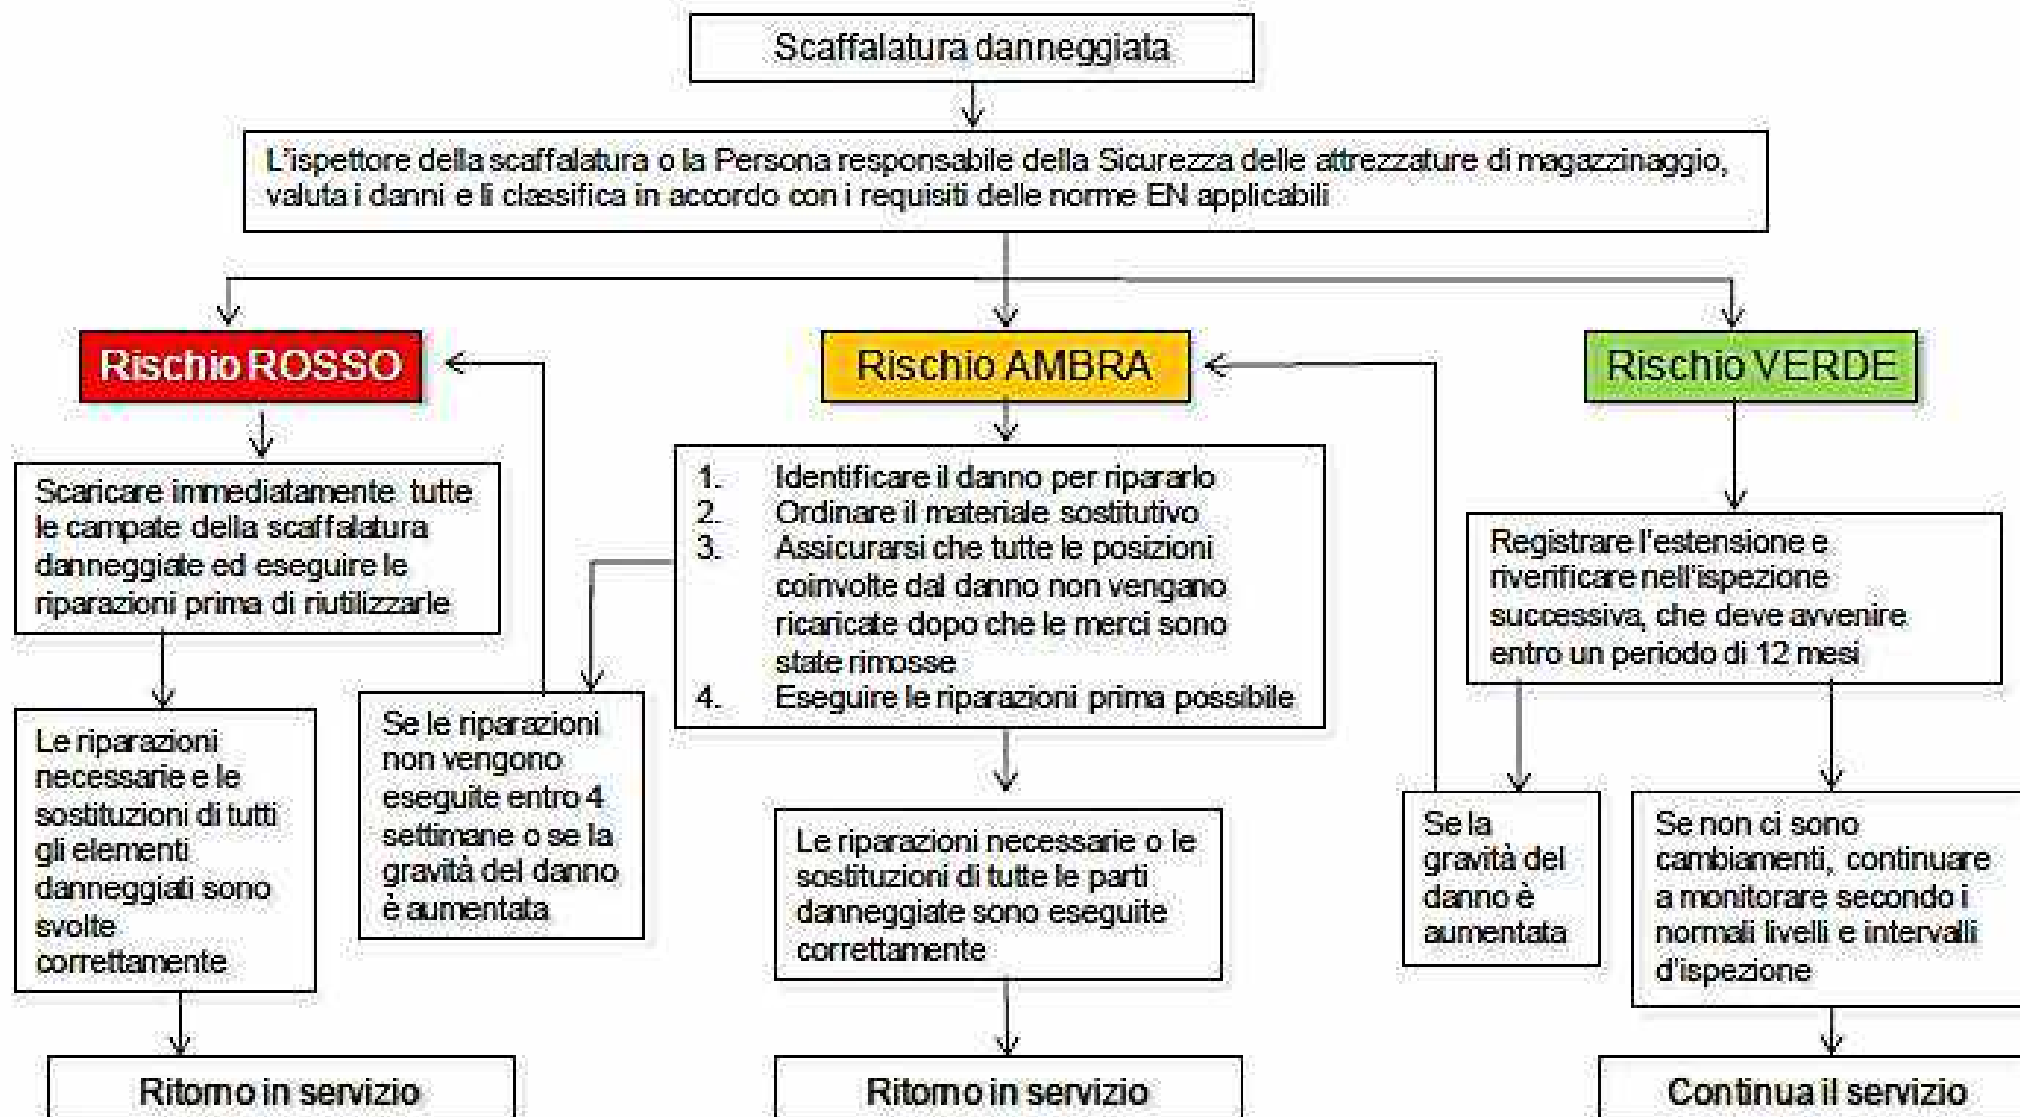 Scaffalatura danneggiata
L'ispettore della scaffalatura o la Persona responsabile della Sicurezza delle attrezzature di magazzinaggio,
valuta i danni e li classifica in accordo con i requisiti delle norme EN applicabili
Rischio ROSSO
Rischio AMBRA
Rischio VERDE
Scaricare immediatamente tutte
le campate della scaffalatura
danneggiate ed eseguire le
riparazioni prima di riutilizzarle
1. Identificare il danno per ripararlo
2. Ordinare il materiale sostitutivo
3. Assicurarsi che tutte le posizioni
coinvolte dal danno non vengano
ricaricate dopo che le merci sono
state rimosse
4. Eseguire le riparazioni prima possibile
Registrare l'estensione e
riverificare nell'ispezione
successiva, che deve avvenire
entro un periodo di 12 mesi
Le riparazioni
necessarie e le
sostituzioni di tutti
gli elementi
danneggiati sono
svolte
correttamente
Se le riparazioni
non vengono
eseguite entro 4
settimane o se la
gravità del danno
è aumentata
Le riparazioni necessarie o le
sostituzioni di tutte le parti
danneggiate sono eseguite
correttamente
Se la
gravità del
danno è
aumentata
Se non ci sono
cambiamenti, continuare
a monitorare secondo i
normali livelli e intervalli
d'ispezione
Ritorno in servizio
Ritorno in servizio
Continua il servizio